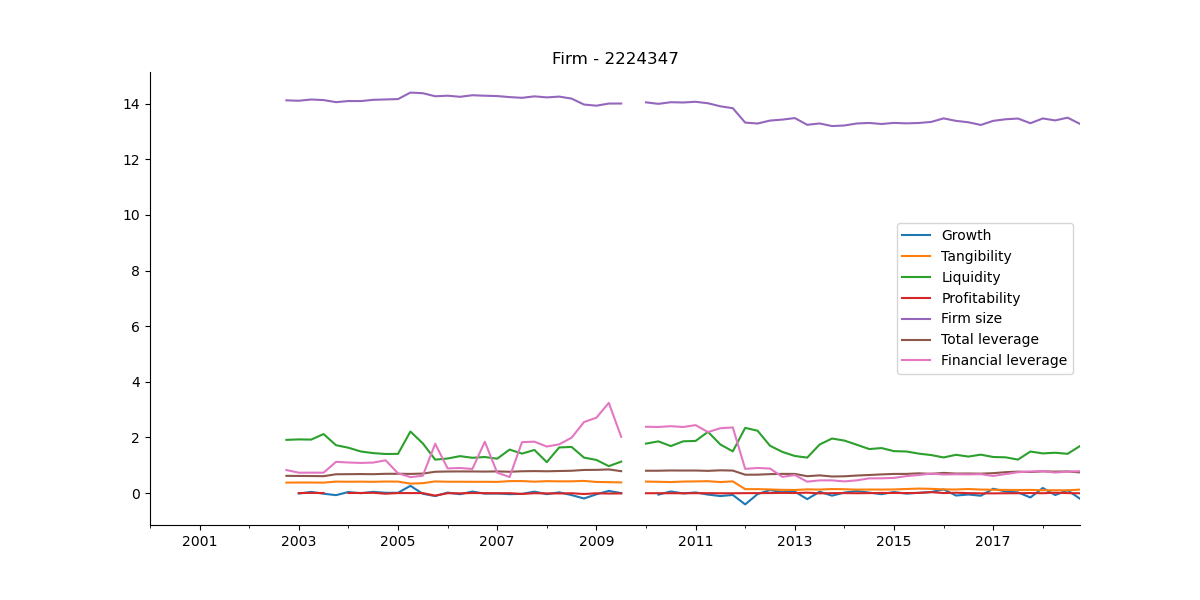 Firm - 2224347
14
12
10
8
6
4
2
0
Growth
Tangibility
Liquidity
Profitability
Firm size
Total leverage
Financial leverage
2001 2003 2005 2007 2009 2011 2013 2015 2017